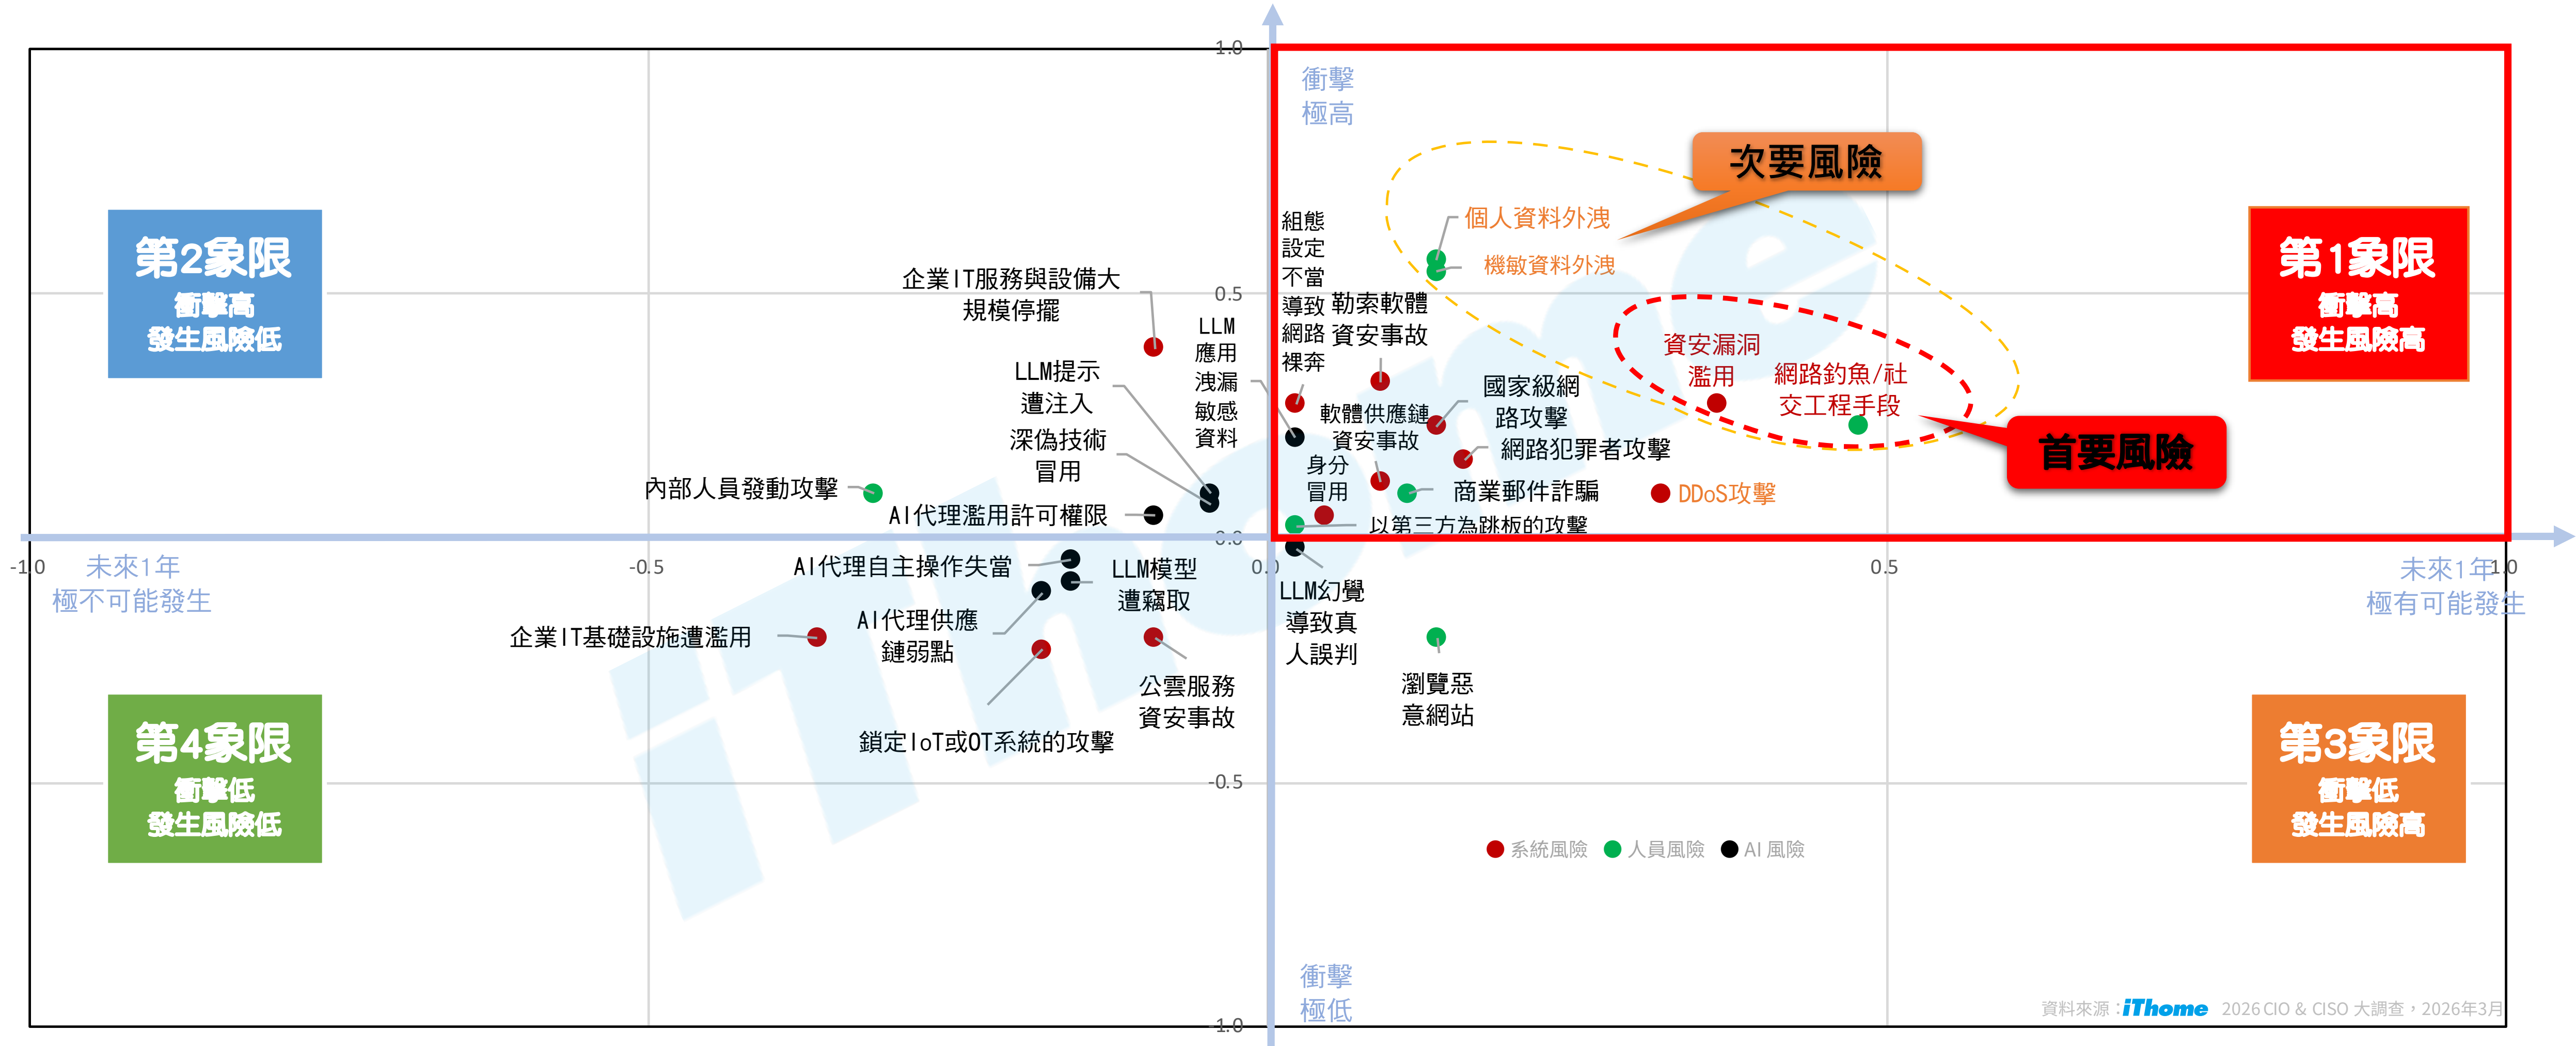 1.0
衝擊
極高
次要風險
第2象限
衝擊高
發生風險低
第1象限
衝擊高
發生風險高
個人資料外洩
機敏資料外洩
組態
設定
不當
導致
網路
裸奔
企業IT服務與設備大
規模停擺
0.5
勒索軟體
資安事故
LLM
應用
洩漏
敏感
資料
LLM提示
遭注入
資安漏洞
濫用
網路釣魚/社
交工程手段
國家級網
路攻擊
軟體供應鏈
資安事故
首要風險
深偽技術
冒用
網路犯罪者攻擊
身分
冒用
內部人員發動攻擊
商業郵件詐騙
DDoS攻擊
AI代理濫用許可權限
以第三方為跳板的攻擊
0.0
-1.0
未來1年
極不可能發生
-0.5
0.0
0.5
未來1年
極有可能發生
1.0
AI代理自主操作失當
LLM模型
遭竊取
LLM幻覺
導致真
人誤判
AI代理供應
鏈弱點
企業IT基礎設施遭濫用
公雲服務
資安事故
瀏覽惡
意網站
鎖定IoT或OT系統的攻擊
第4象限
衝擊低
發生風險低
第3象限
衝擊低
發生風險高
-0.5
系統風險
人員風險
AI 風險
衝擊
極低
-1.0
資料來源：iThome 2026 CIO & CISO 大調查，2026年3月
iThome